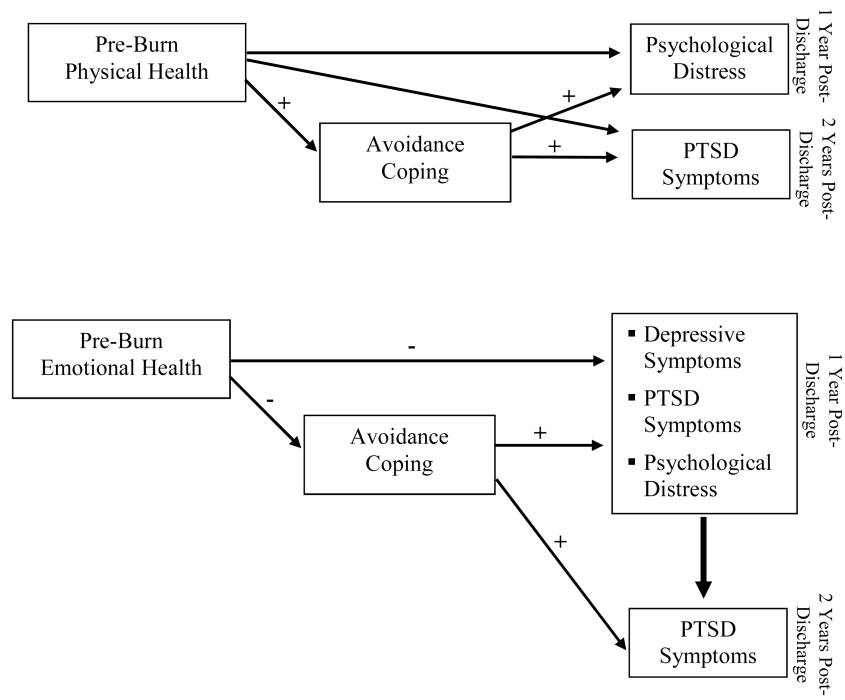 Pre-Burn
Physical Health
Psychological
Distress
1 Year Post-
Discharge
+
+
Avoidance
Coping
+
PTSD
Symptoms
2 Years Post-
Discharge
Pre-Burn
Emotional Health
-
-
Avoidance
Coping
+
▪ Depressive
Symptoms
▪ PTSD
Symptoms
▪ Psychological
Distress
1 Year Post-
Discharge
+
PTSD
Symptoms
2 Years Post-
Discharge